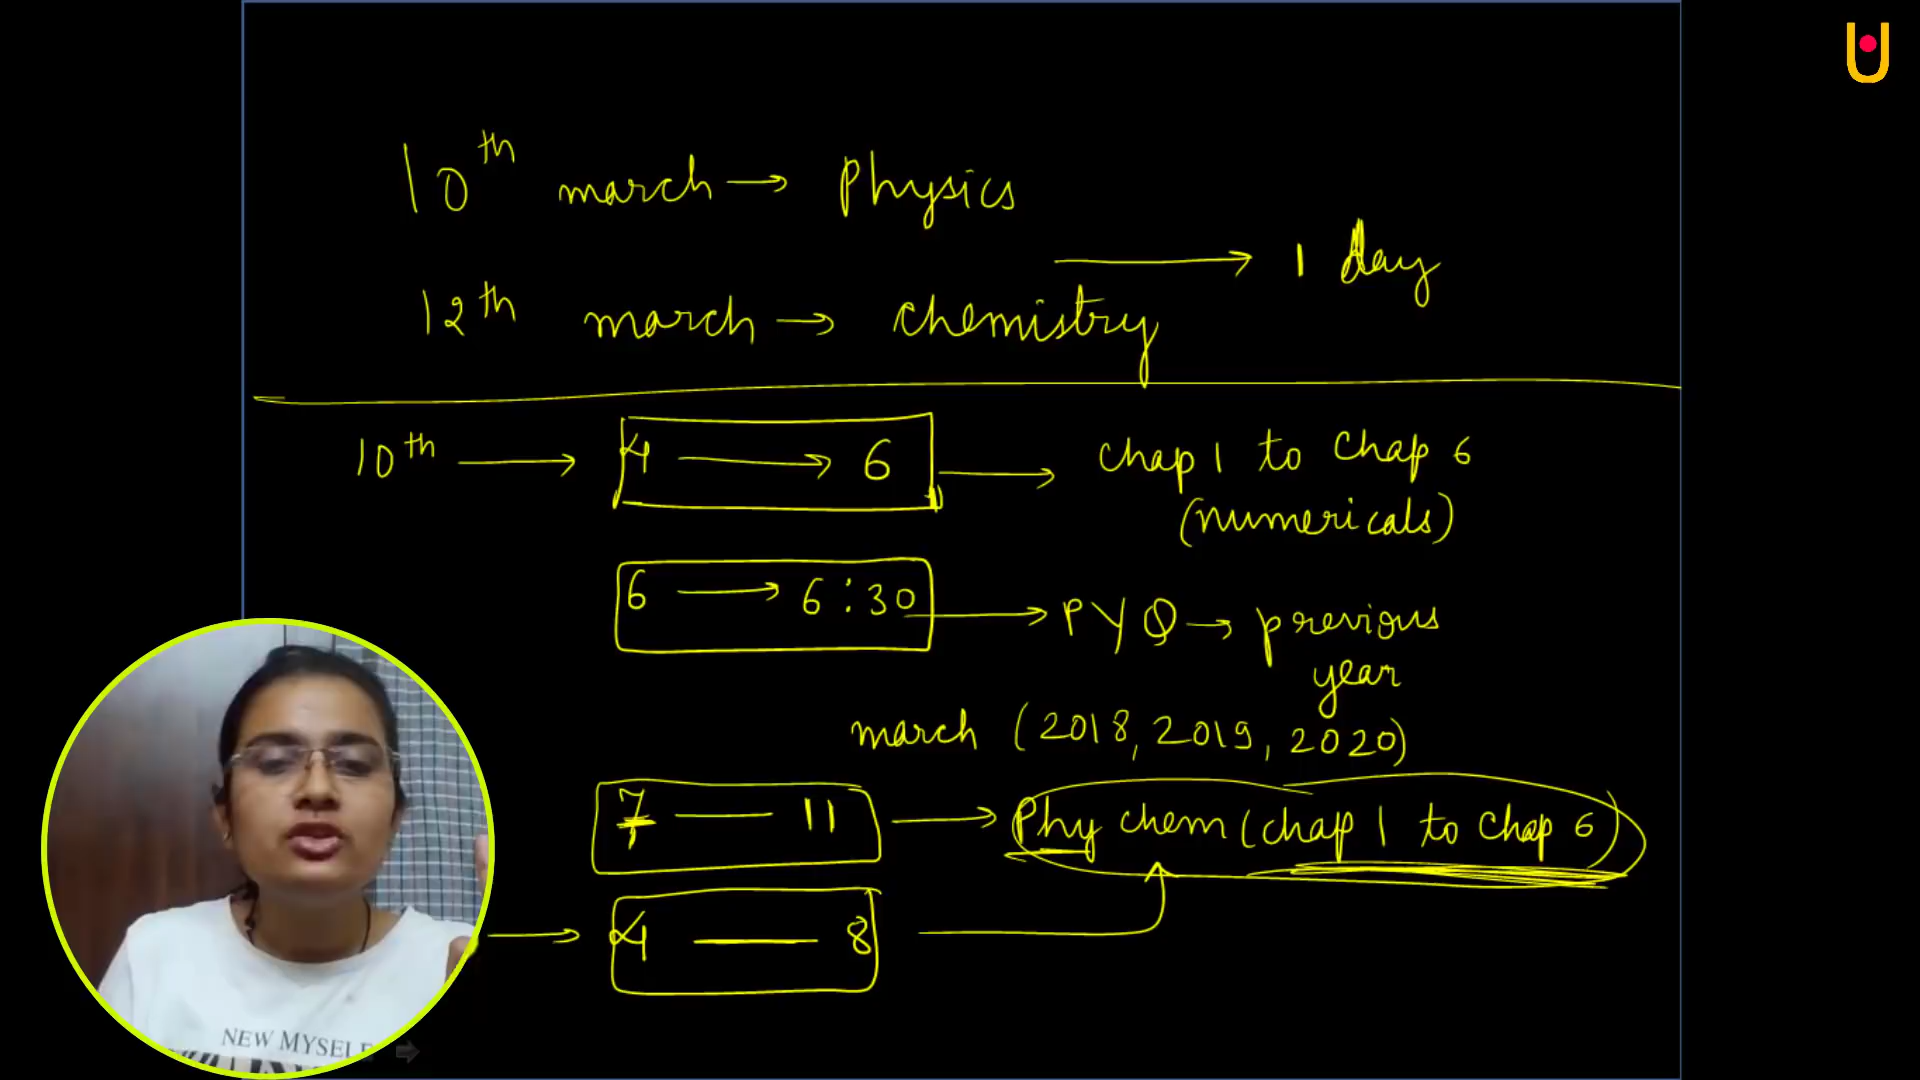 10th march → Physics
→ 1 day
12th march → chemistry
10th → 4 → 6 → chap 1 to chap 6
(numericals)
6 → 6:30 → PYQ → previous
year
march (2018, 2019, 2020)
7 — 11 → Phy chem (chap 1 to chap 6)
→ 4 — 8
NEW MYSELF